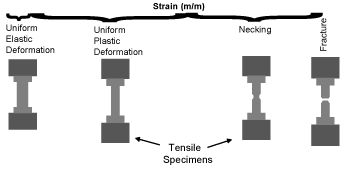 Strain (m/m)
Uniform
Elastic
Deformation
Uniform
Plastic
Deformation
Necking
Fracture
Tensile
Specimens